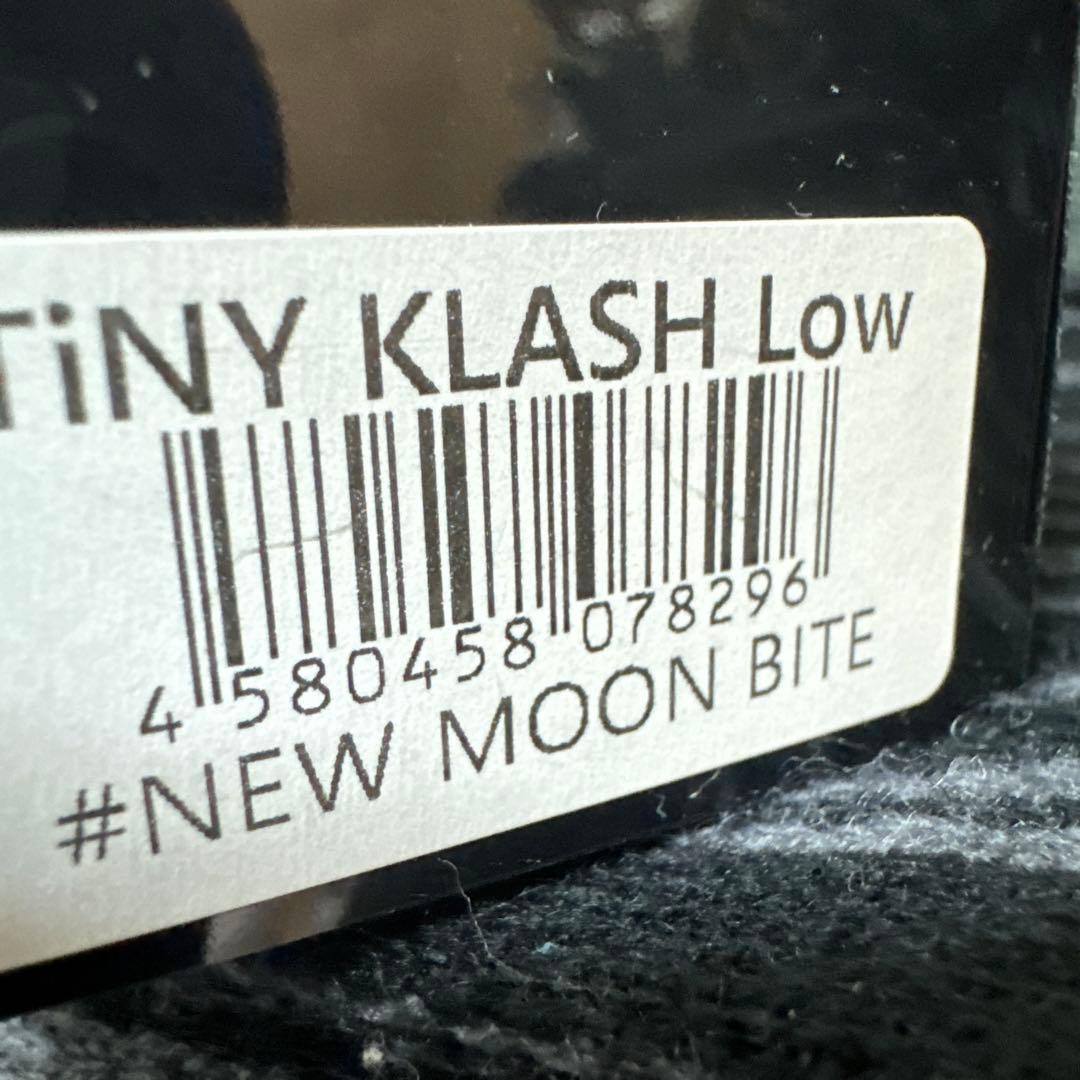 TiNY KLASH Low
4 580458 078296
#NEW MOON BITE